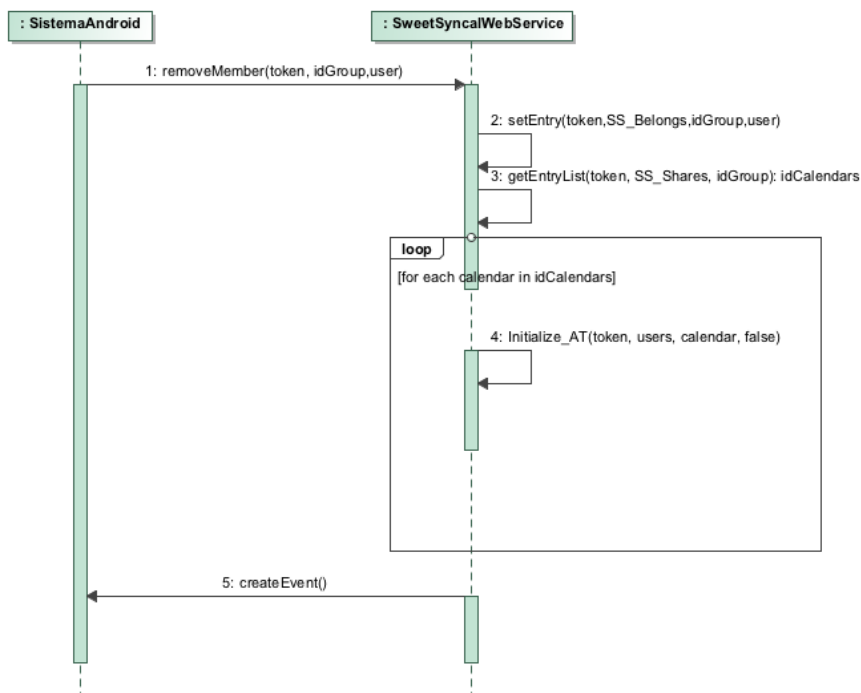 : SistemaAndroid
: SweetSyncalWebService
1: removeMember(token, idGroup,user)
2: setEntry(token,SS_Belongs,idGroup,user)
3: getEntryList(token, SS_Shares, idGroup): idCalendars
loop
[for each calendar in idCalendars]
4: Initialize_AT(token, users, calendar, false)
5: createEvent()